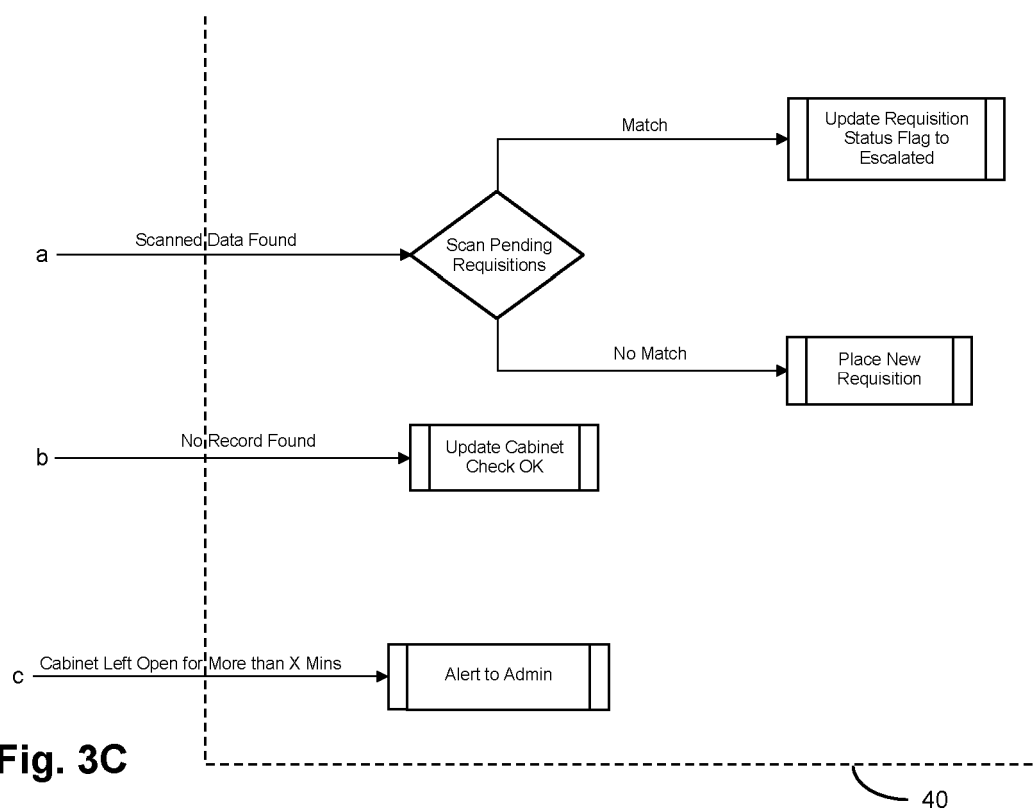 Match
Update Requisition
Status Flag to
Escalated
a
Scanned Data Found
Scan Pending
Requisitions
No Match
Place New
Requisition
b
No Record Found
Update Cabinet
Check OK
c
Cabinet Left Open for More than X Mins
Alert to Admin
Fig. 3C
40